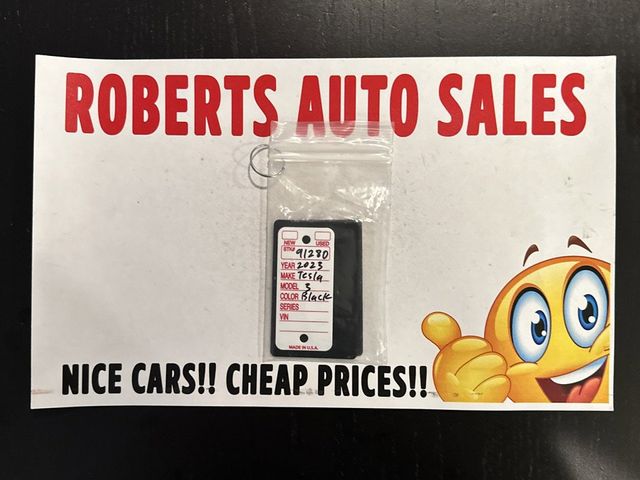 ROBERTS AUTO SALES
NEW USED
STK# 91280
YEAR 2023
MAKE Tesla
MODEL 3
COLOR Black
SERIES
VIN
MADE IN U.S.A.
NICE CARS!! CHEAP PRICES!!